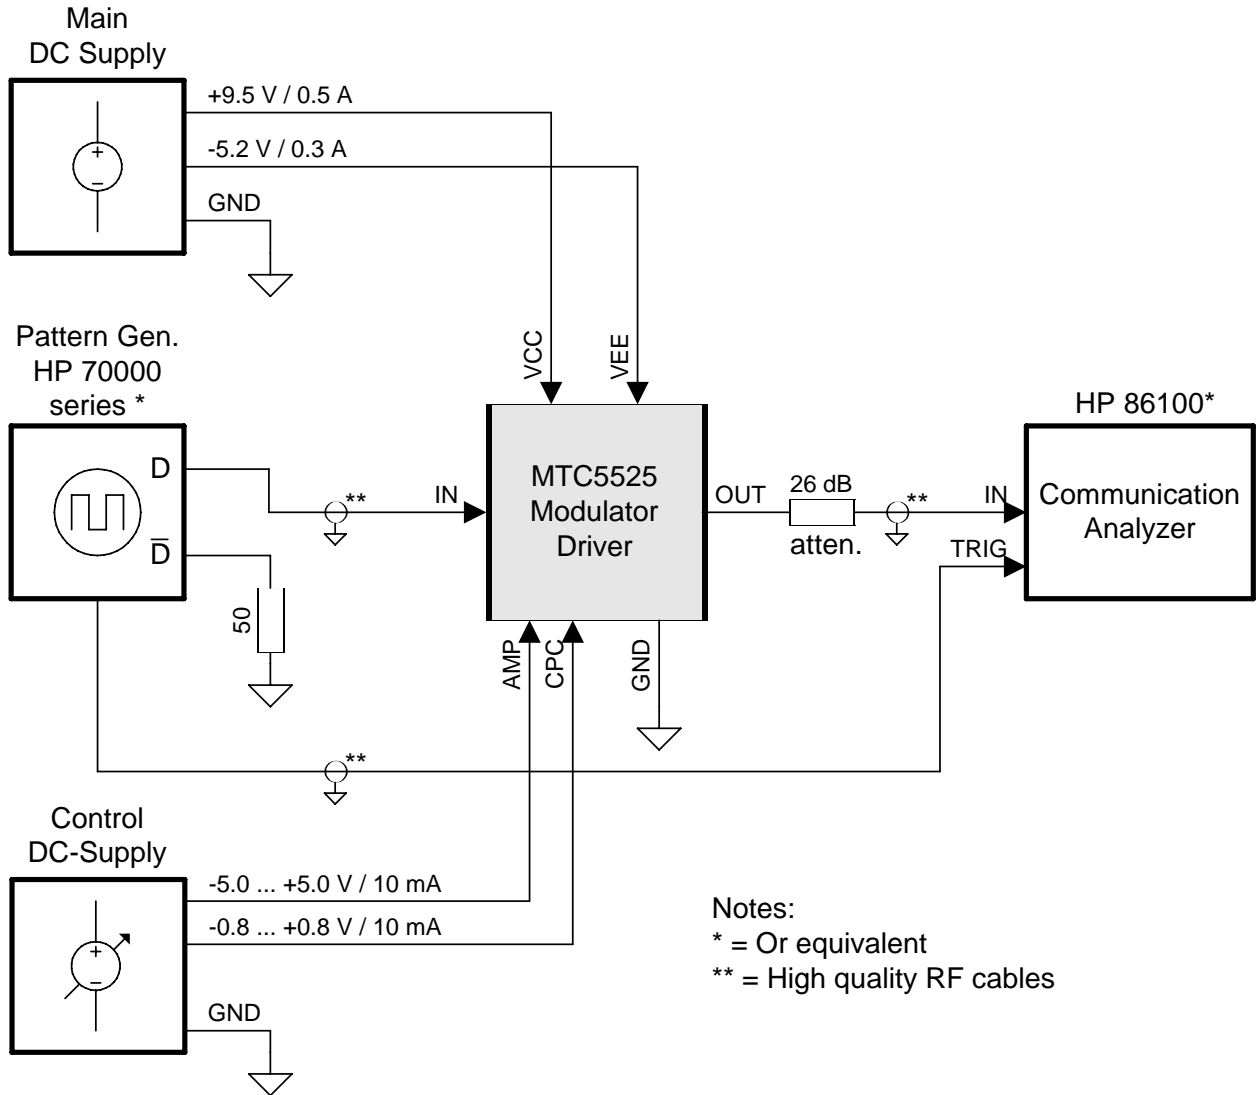 Main
DC Supply
+9.5 V / 0.5 A
-5.2 V / 0.3 A
GND
+
−
VCC
VEE
Pattern Gen.
HP 70000
series *
D
D̅
50
**
IN
MTC5525
Modulator
Driver
OUT
26 dB
atten.
**
HP 86100*
IN
TRIG
Communication
Analyzer
AMP
CPC
GND
**
Control
DC-Supply
-5.0 ... +5.0 V / 10 mA
-0.8 ... +0.8 V / 10 mA
+
−
GND
Notes:
* = Or equivalent
** = High quality RF cables